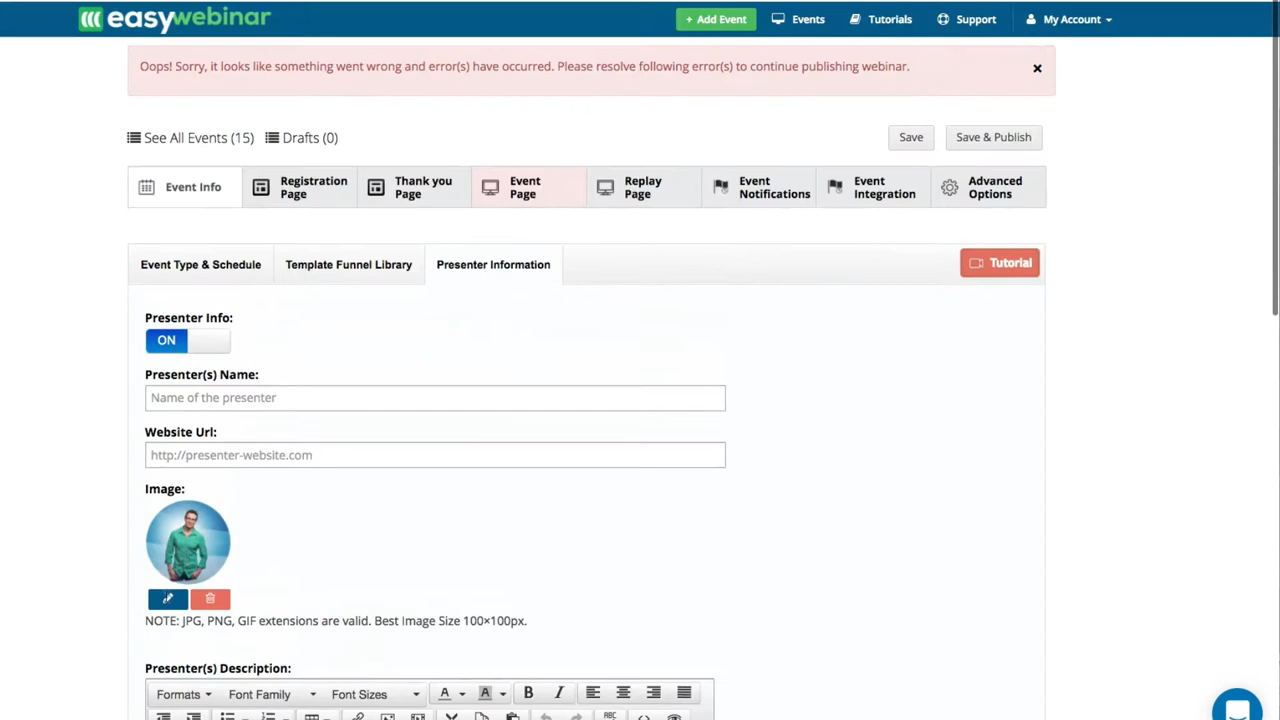 easywebinar
+ Add Event
Events
Tutorials
Support
My Account
Oops! Sorry, it looks like something went wrong and error(s) have occurred. Please resolve following error(s) to continue publishing webinar.
×
See All Events (15)
Drafts (0)
Save
Save & Publish
Event Info
Registration
Page
Thank you
Page
Event
Page
Replay
Page
Event
Notifications
Event
Integration
Advanced
Options
Event Type & Schedule
Template Funnel Library
Presenter Information
Tutorial
Presenter Info:
ON
Presenter(s) Name:
Name of the presenter
Website Url:
http://presenter-website.com
Image:
NOTE: JPG, PNG, GIF extensions are valid. Best Image Size 100×100px.
Presenter(s) Description:
Formats
Font Family
Font Sizes
A
A
B
I
ABC